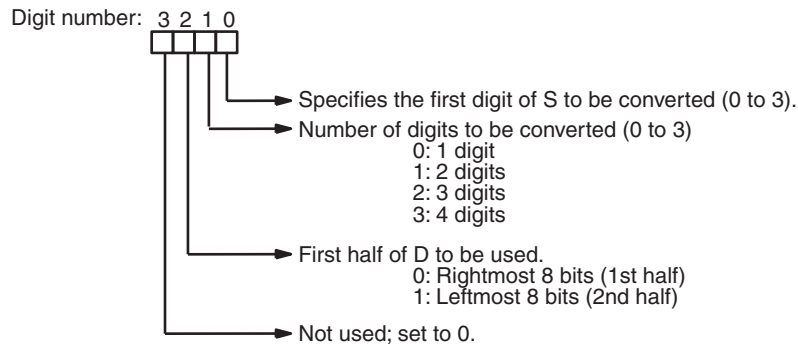 Digit number: 3 2 1 0
Specifies the first digit of S to be converted (0 to 3).
Number of digits to be converted (0 to 3)
0: 1 digit
1: 2 digits
2: 3 digits
3: 4 digits
First half of D to be used.
0: Rightmost 8 bits (1st half)
1: Leftmost 8 bits (2nd half)
Not used; set to 0.